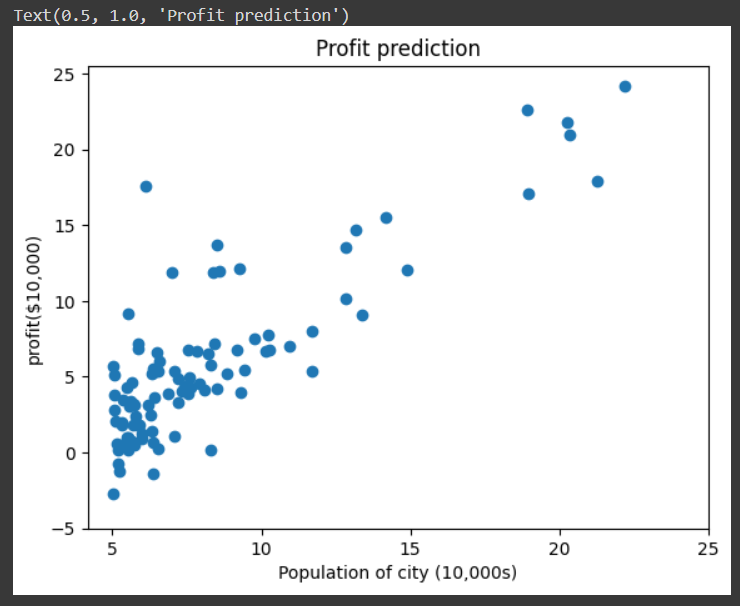 Text(0.5, 1.0, 'Profit prediction')
Profit prediction
25
20
15
10
5
0
−5
profit($10,000)
5 10 15 20 25
Population of city (10,000s)